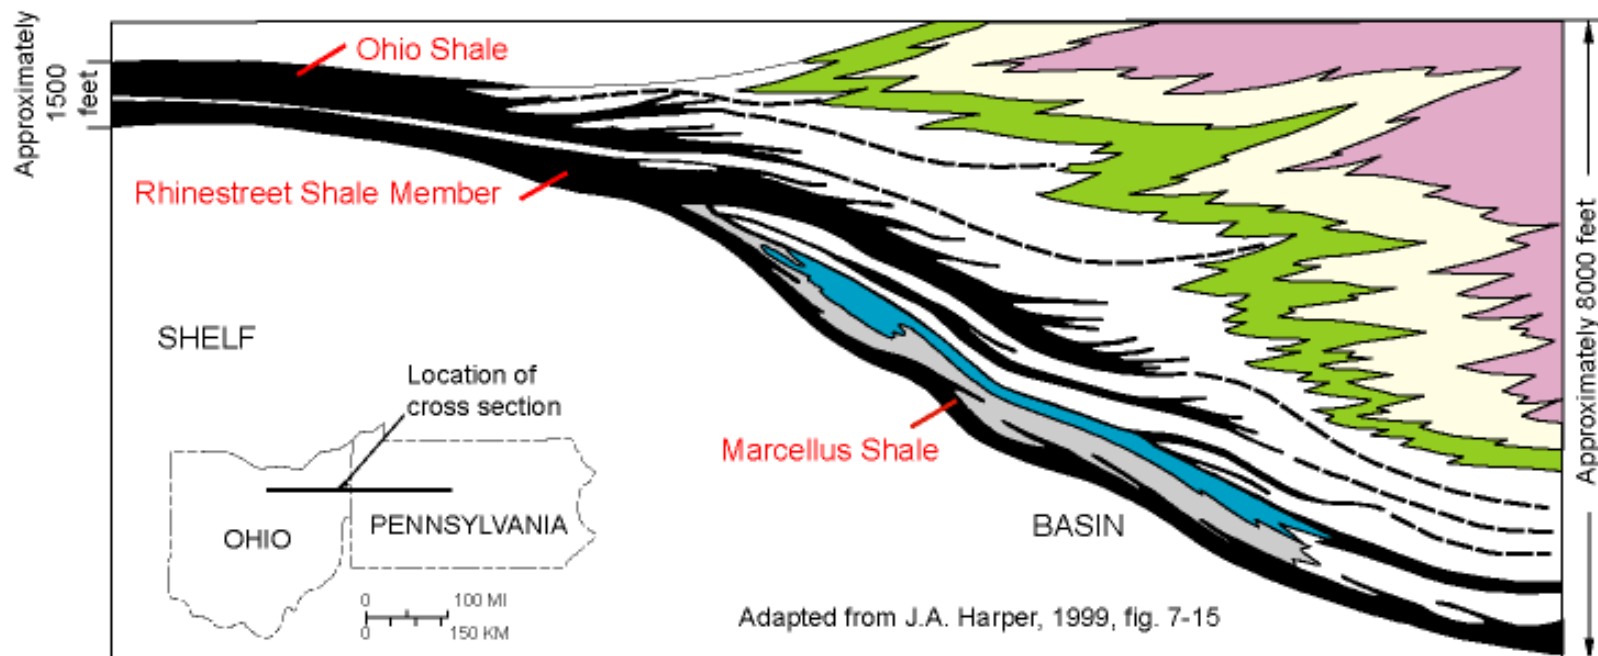 Approximately
1500
feet
Ohio Shale
Rhinestreet Shale Member
SHELF
Location of
cross section
Marcellus Shale
BASIN
OHIO
PENNSYLVANIA
0 100 MI
0 150 KM
Adapted from J.A. Harper, 1999, fig. 7-15
Approximately 8000 feet